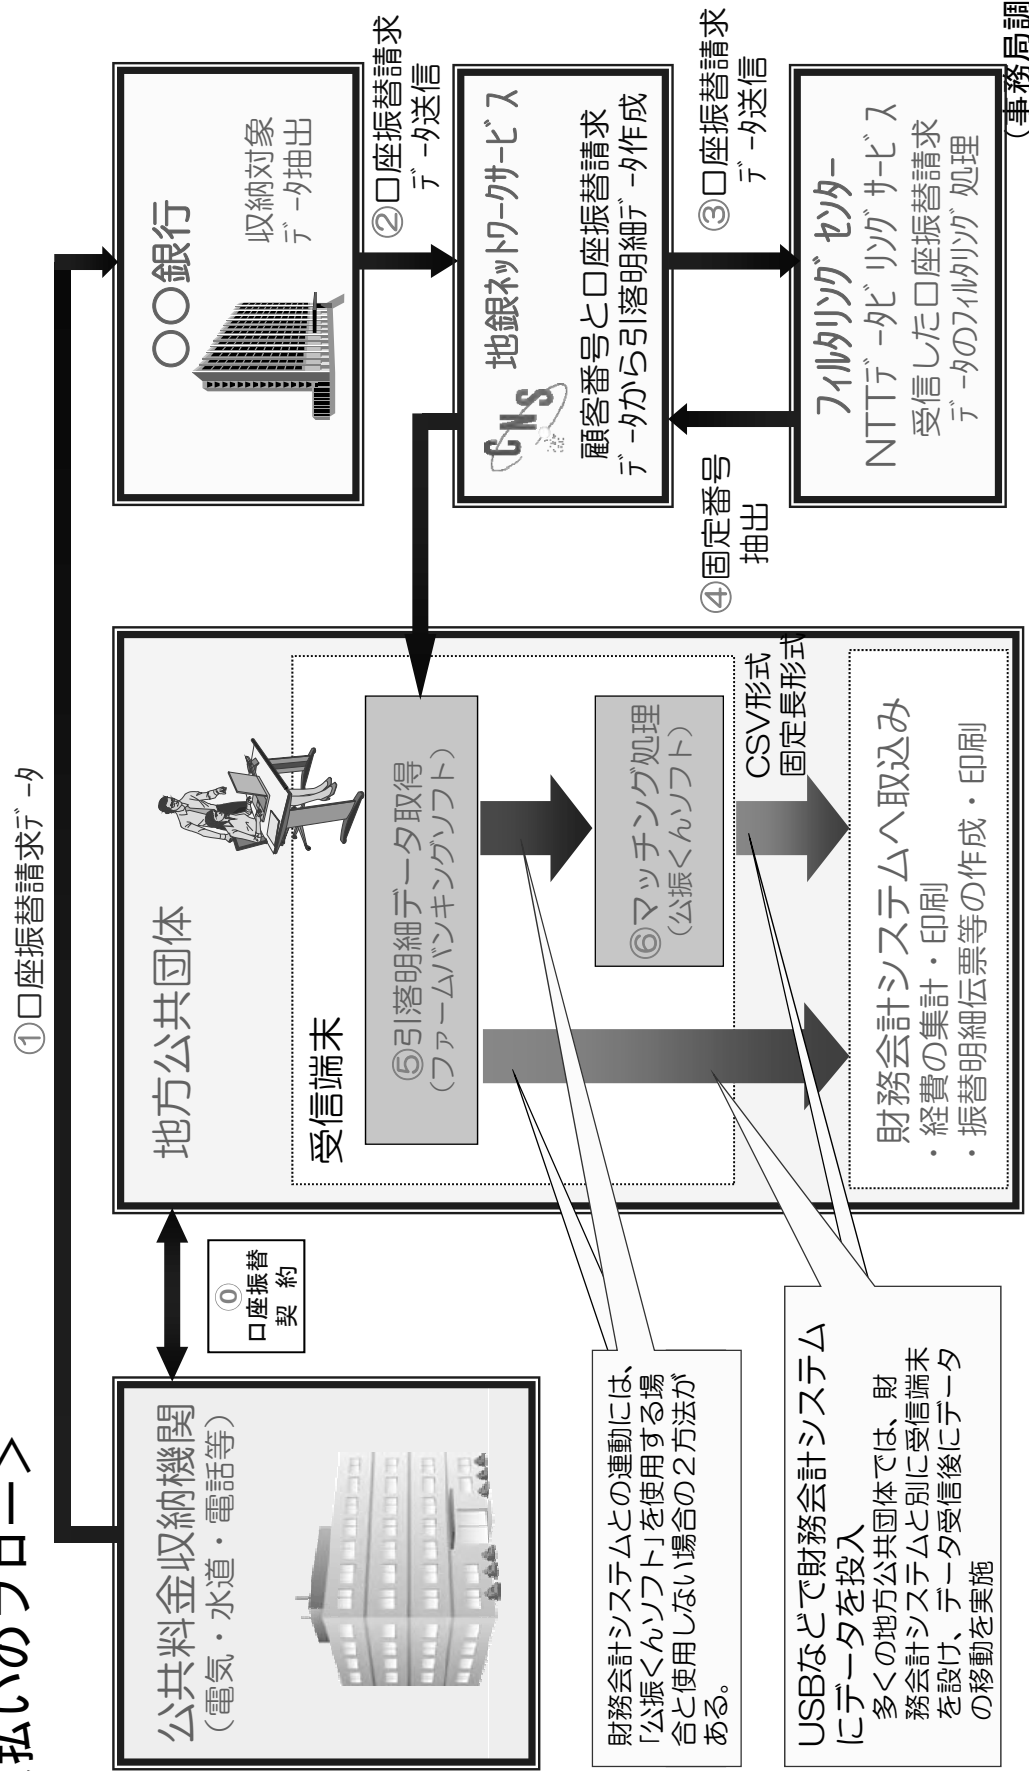 払いのフロー＞
①口座振替請求データ
公共料金収納機関
（電気・水道・電話等）
⓪
口座振替
契 約
地方公共団体
受信端末
⑤引落明細データ取得
（ファームバンキングソフト）
⑥マッチング処理
（公振くんソフト）
CSV形式
固定長形式
財務会計システムへ取込み
・経費の集計・印刷
・振替明細伝票等の作成・印刷
〇〇銀行
収納対象
データ抽出
②口座振替請求
データ送信
地銀ネットワークサービス
CNS
顧客番号と口座振替請求
データから引落明細データ作成
③口座振替請求
データ送信
④固定番号
抽出
フィルタリングセンター
NTTデータビリングサービス
受信した口座振替請求
データのフィルタリング処理
財務会計システムとの連動には、
「公振くんソフト」を使用する場
合と使用しない場合の２方法が
ある。
USBなどで財務会計システム
にデータを投入
多くの地方公共団体では、財
務会計システムと別に受信端末
を設け、データ受信後にデータ
の移動を実施
（事務局調